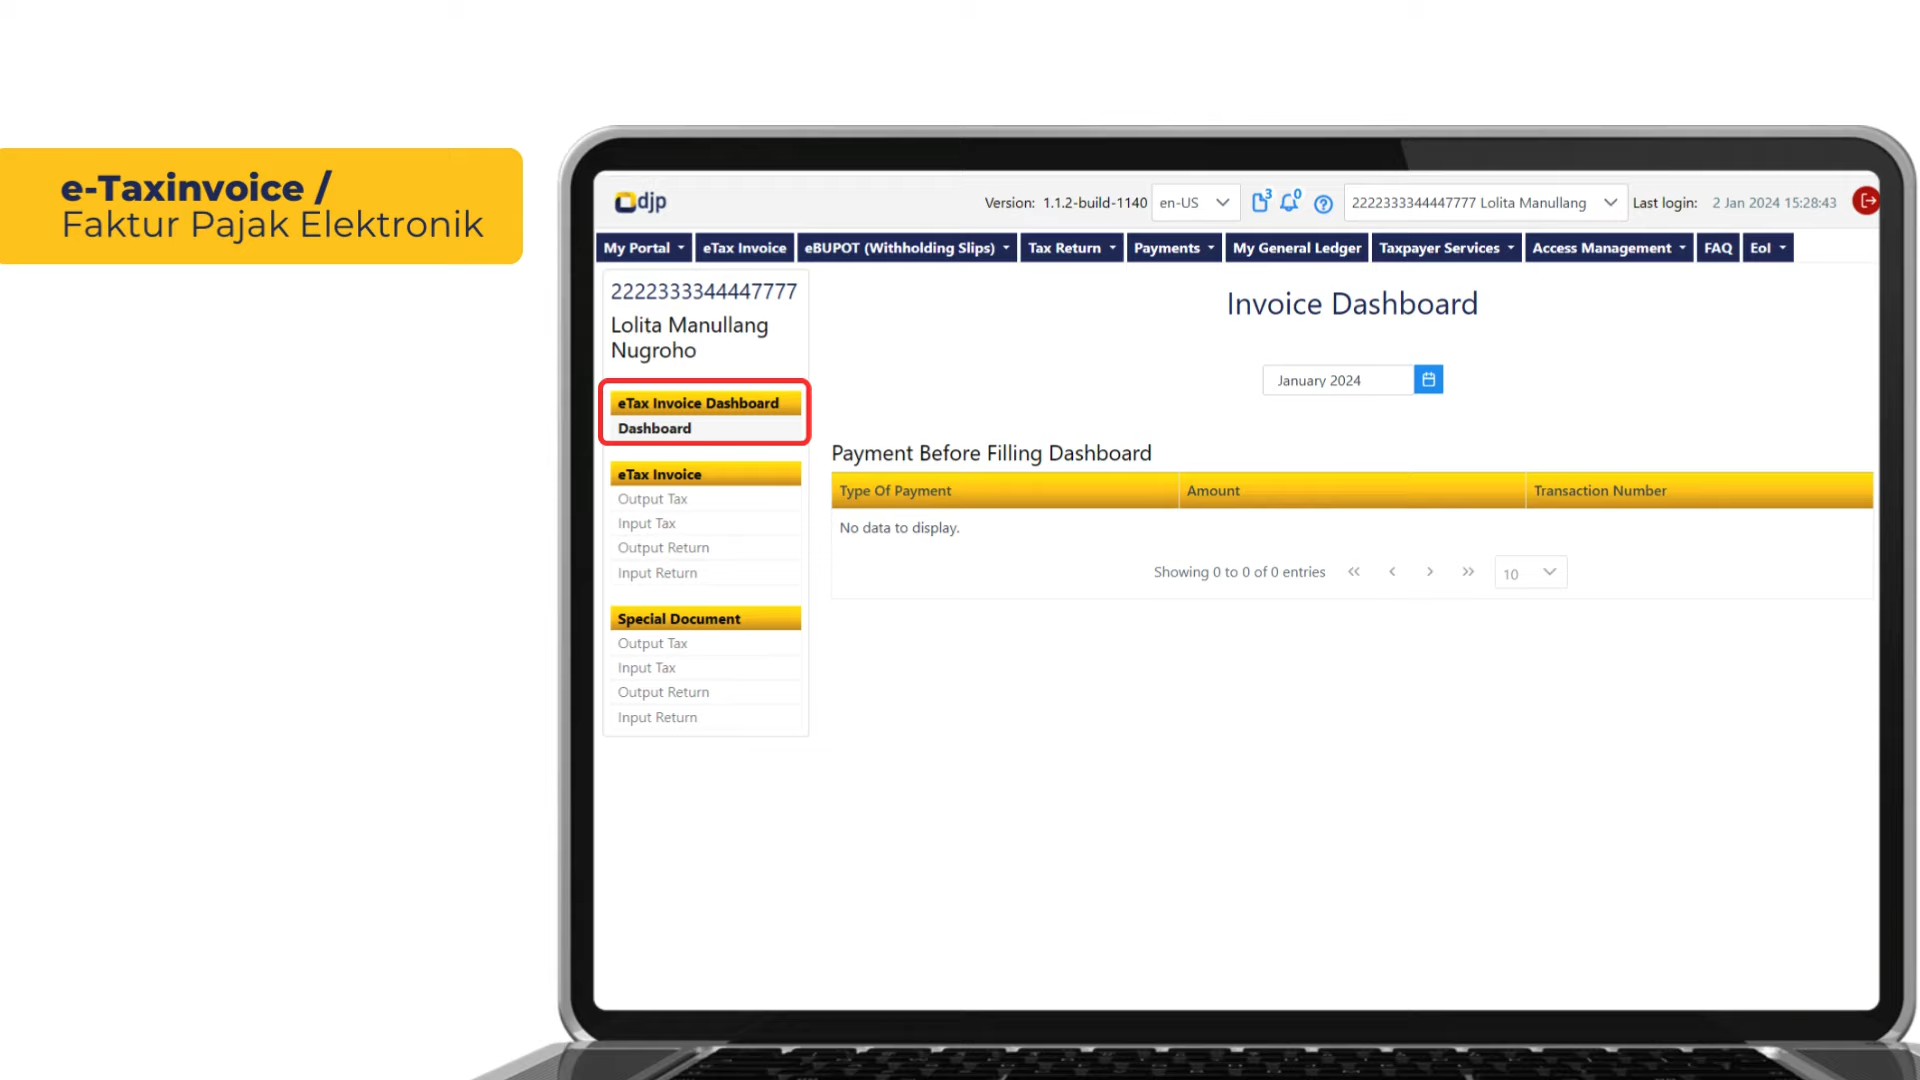 e-Taxinvoice /
Faktur Pajak Elektronik
djp
Version: 1.1.2-build-1140
en-US
3
0
2222333344447777 Lolita Manullang
Last login: 2 Jan 2024 15:28:43
My Portal
eTax Invoice
eBUPOT (Withholding Slips)
Tax Return
Payments
My General Ledger
Taxpayer Services
Access Management
FAQ
EoI
2222333344447777
Lolita Manullang
Nugroho
eTax Invoice Dashboard
Dashboard
eTax Invoice
Output Tax
Input Tax
Output Return
Input Return
Special Document
Output Tax
Input Tax
Output Return
Input Return
Invoice Dashboard
January 2024
Payment Before Filling Dashboard
Type Of Payment
Amount
Transaction Number
No data to display.
Showing 0 to 0 of 0 entries
10